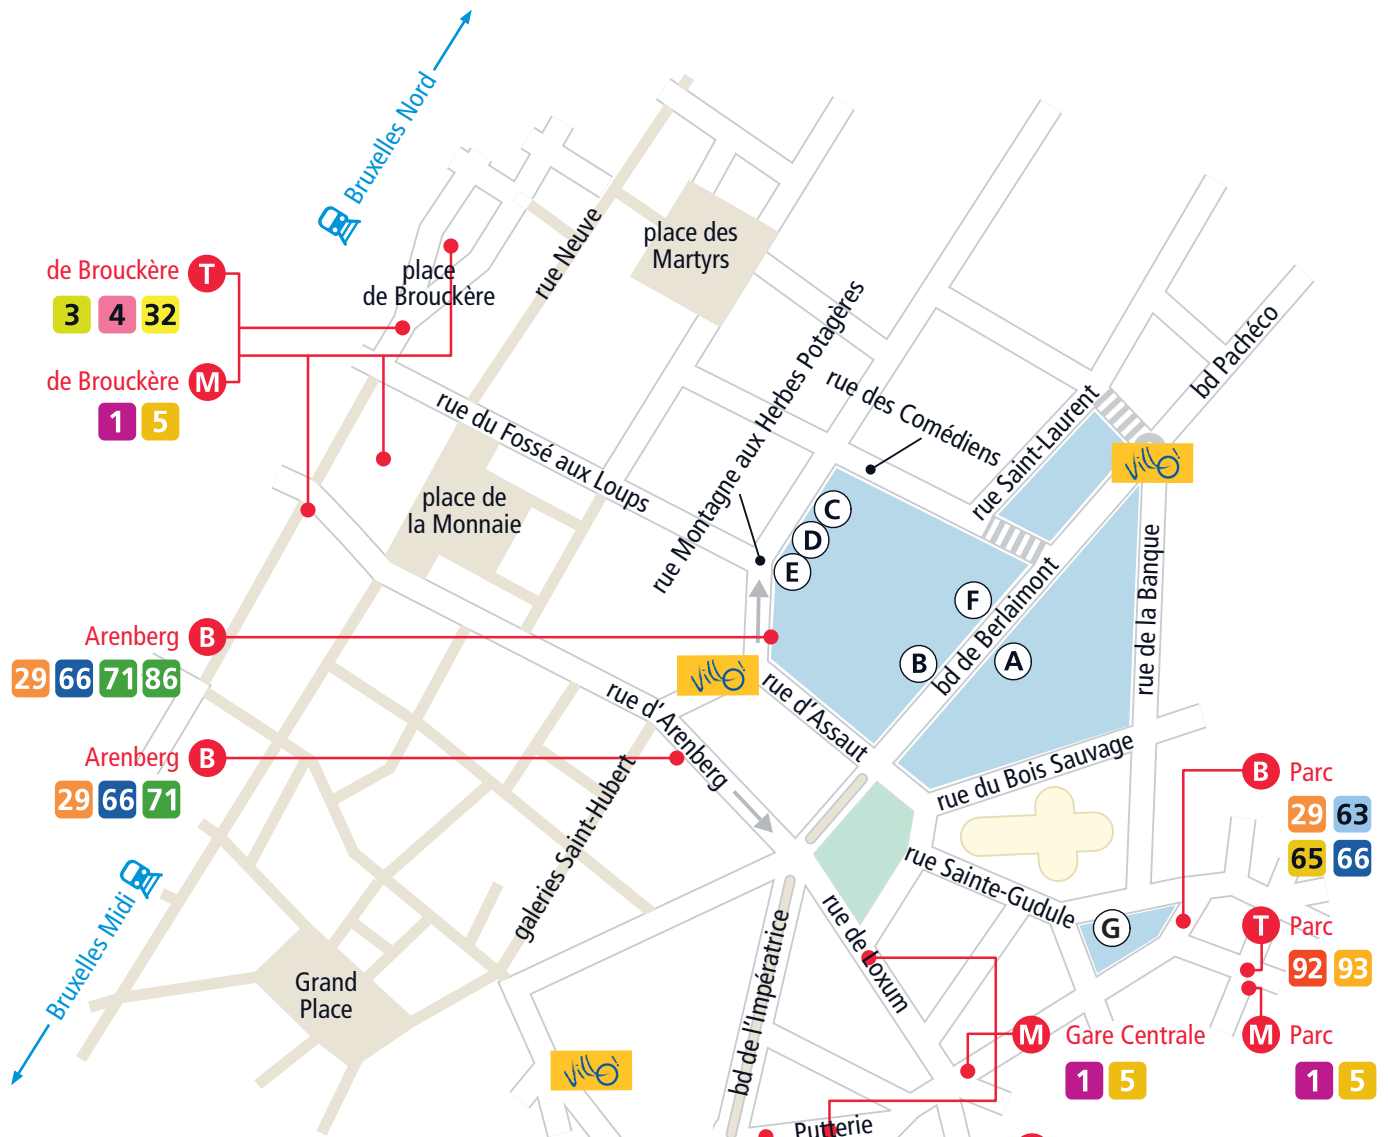 Bruxelles Nord
place des
Martyrs
rue Neuve
de Brouckère T
3 4 32
place
de Brouckère
de Brouckère M
1 5
rue Montagne aux Herbes Potagères
rue des Comédiens
rue Saint-Laurent
bd Pachéco
rue du Fossé aux Loups
place de
la Monnaie
Villo!
C
D
E
F
B
A
bd de Berlaimont
rue de la Banque
Arenberg B
29 66 71 86
Villo!
rue d'Assaut
rue d'Arenberg
Arenberg B
29 66 71
galeries Saint-Hubert
rue du Bois Sauvage
B Parc
29 63
65 66
rue Sainte-Gudule
G
T Parc
92 93
Bruxelles Midi
Grand
Place
bd de l'Impératrice
rue de Loxum
M Gare Centrale
1 5
M Parc
1 5
Villo!
Putterie